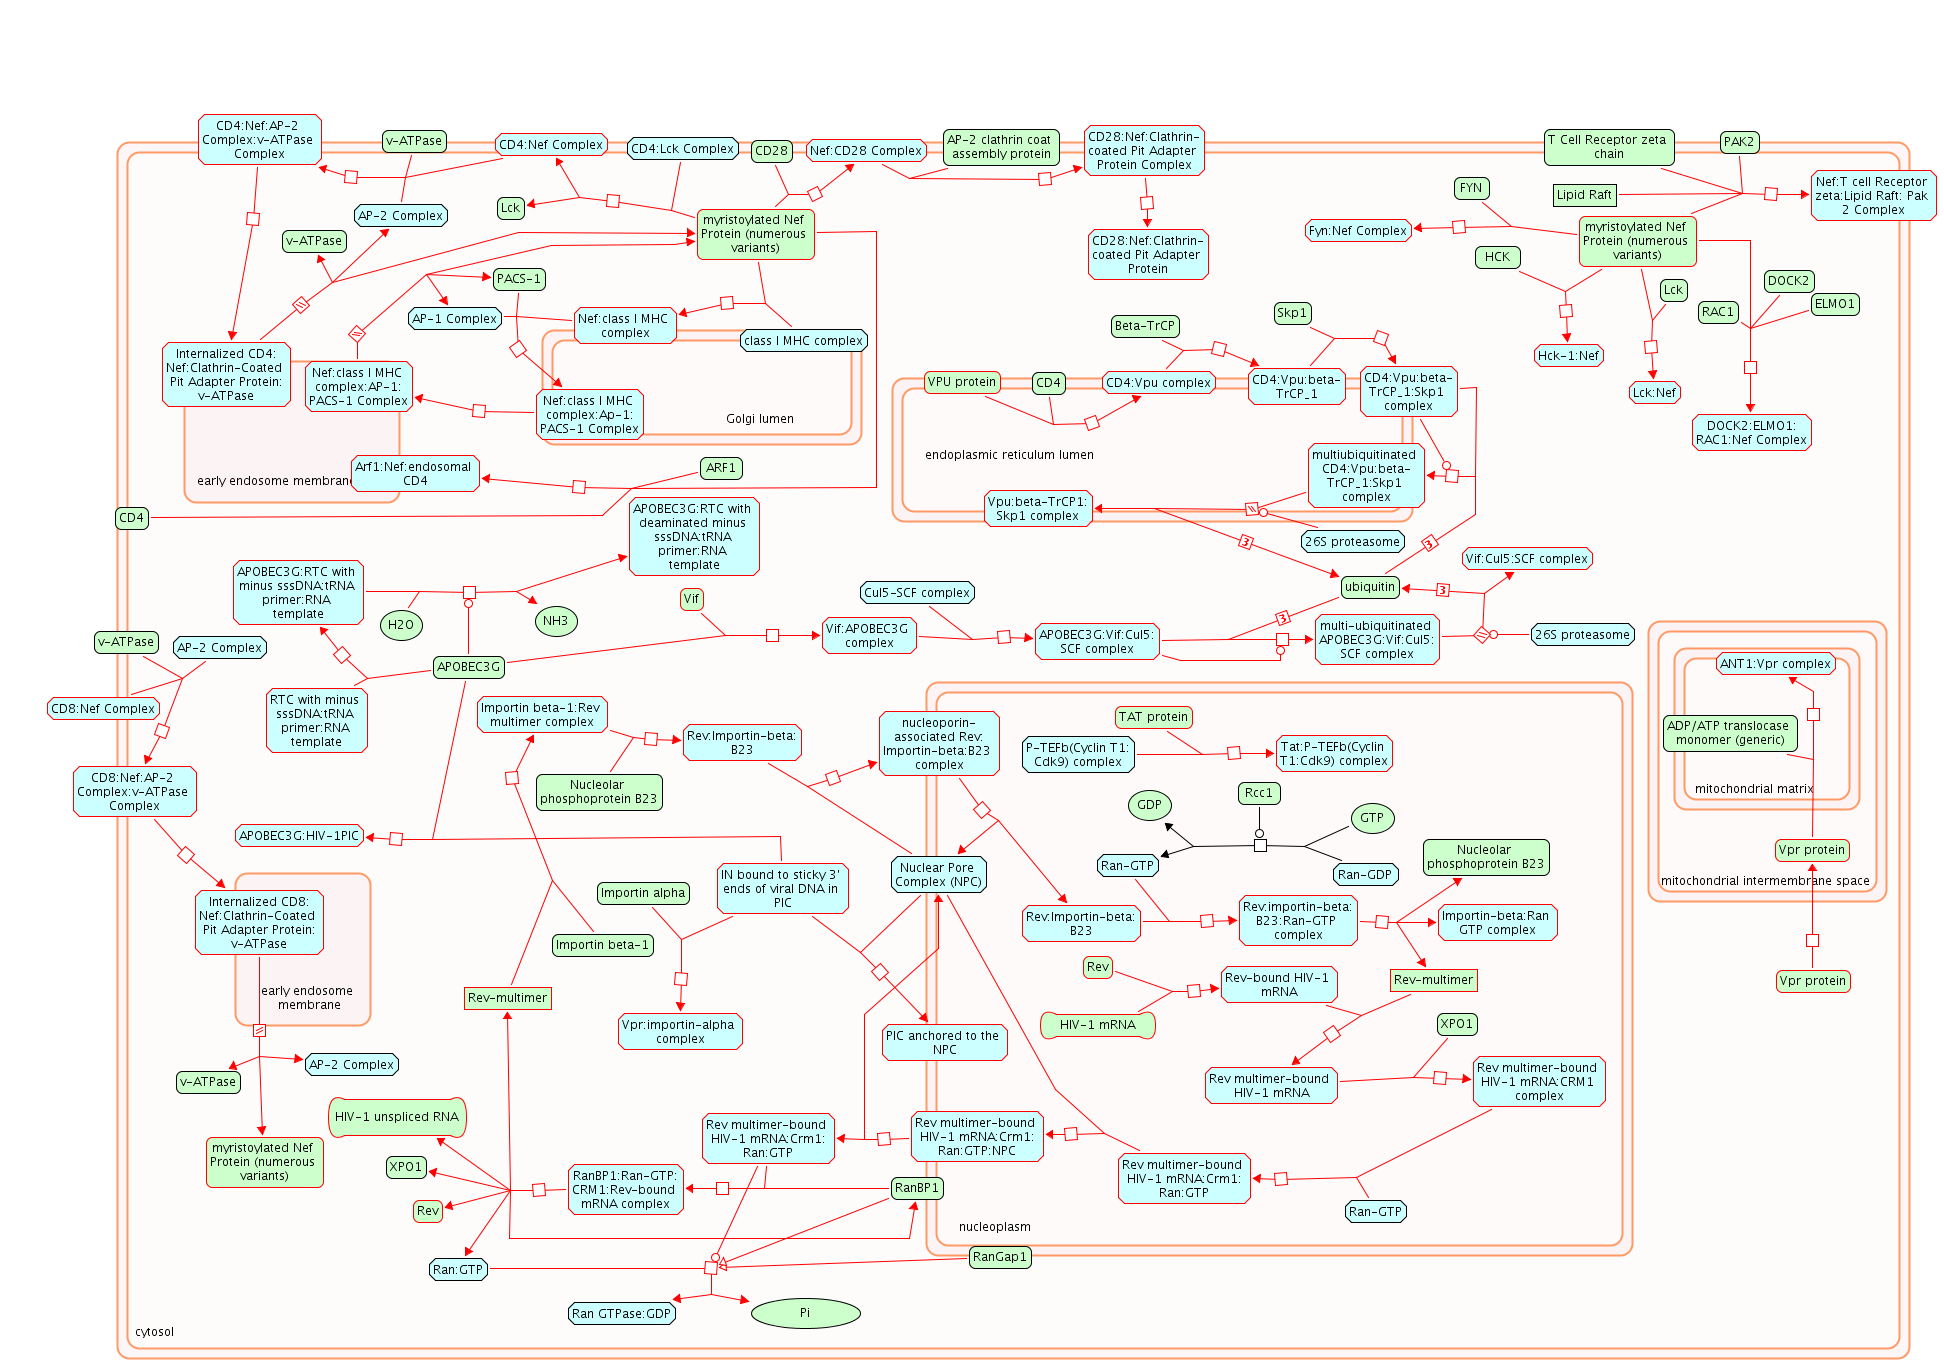 CD4:Nef:AP-2
Complex:v-ATPase
Complex
v-ATPase
CD4:Nef Complex
CD4:Lck Complex
CD28
Nef:CD28 Complex
AP-2 clathrin coat
assembly protein
CD28:Nef:Clathrin-
coated Pit Adapter
Protein Complex
T Cell Receptor zeta
chain
PAK2
Lipid Raft
Nef:T cell Receptor
zeta:Lipid Raft: Pak
2 Complex
FYN
Lck
AP-2 Complex
myristoylated Nef
Protein (numerous
variants)
v-ATPase
CD28:Nef:Clathrin-
coated Pit Adapter
Protein
Fyn:Nef Complex
myristoylated Nef
Protein (numerous
variants)
HCK
PACS-1
Lck
DOCK2
ELMO1
RAC1
AP-1 Complex
Nef:class I MHC
complex
class I MHC complex
Beta-TrCP
Skp1
Hck-1:Nef
Internalized CD4:
Nef:Clathrin-Coated
Pit Adapter Protein:
v-ATPase
Nef:class I MHC
complex:AP-1:
PACS-1 Complex
Nef:class I MHC
complex:Ap-1:
PACS-1 Complex
Golgi lumen
VPU protein
CD4
CD4:Vpu complex
CD4:Vpu:beta-
TrCP_1
CD4:Vpu:beta-
TrCP_1:Skp1
complex
Lck:Nef
DOCK2:ELMO1:
RAC1:Nef Complex
endoplasmic reticulum lumen
early endosome membrane
Arf1:Nef:endosomal
CD4
ARF1
multiubiquitinated
CD4:Vpu:beta-
TrCP_1:Skp1
complex
Vpu:beta-TrCP1:
Skp1 complex
CD4
26S proteasome
3
3
APOBEC3G:RTC with
deaminated minus
sssDNA:tRNA
primer:RNA
template
APOBEC3G:RTC with
minus sssDNA:tRNA
primer:RNA
template
H2O
NH3
Vif
Cul5-SCF complex
Vif:Cul5:SCF complex
ubiquitin
3
3
v-ATPase
AP-2 Complex
APOBEC3G
Vif:APOBEC3G
complex
APOBEC3G:Vif:Cul5:
SCF complex
multi-ubiquitinated
APOBEC3G:Vif:Cul5:
SCF complex
26S proteasome
ANT1:Vpr complex
CD8:Nef Complex
RTC with minus
sssDNA:tRNA
primer:RNA
template
Importin beta-1:Rev
multimer complex
Rev:Importin-beta:
B23
nucleoporin-
associated Rev:
Importin-beta:B23
complex
TAT protein
P-TEFb(Cyclin T1:
Cdk9) complex
Tat:P-TEFb(Cyclin
T1:Cdk9) complex
ADP/ATP translocase
monomer (generic)
mitochondrial matrix
CD8:Nef:AP-2
Complex:v-ATPase
Complex
Nucleolar
phosphoprotein B23
GDP
Rcc1
GTP
APOBEC3G:HIV-1PIC
Nuclear Pore
Complex (NPC)
Ran-GTP
Ran-GDP
Nucleolar
phosphoprotein B23
Vpr protein
mitochondrial intermembrane space
IN bound to sticky 3'
ends of viral DNA in
PIC
Importin alpha
Internalized CD8:
Nef:Clathrin-Coated
Pit Adapter Protein:
v-ATPase
Importin beta-1
Rev:Importin-beta:
B23
Rev:importin-beta:
B23:Ran-GTP
complex
Importin-beta:Ran
GTP complex
early endosome
membrane
Rev-multimer
Rev
Rev-bound HIV-1
mRNA
Rev-multimer
Vpr protein
HIV-1 mRNA
XPO1
Vpr:importin-alpha
complex
PIC anchored to the
NPC
AP-2 Complex
v-ATPase
Rev multimer-bound
HIV-1 mRNA
Rev multimer-bound
HIV-1 mRNA:CRM1
complex
HIV-1 unspliced RNA
myristoylated Nef
Protein (numerous
variants)
Rev multimer-bound
HIV-1 mRNA:Crm1:
Ran:GTP
Rev multimer-bound
HIV-1 mRNA:Crm1:
Ran:GTP:NPC
XPO1
Rev
RanBP1:Ran-GTP:
CRM1:Rev-bound
mRNA complex
RanBP1
Rev multimer-bound
HIV-1 mRNA:Crm1:
Ran:GTP
Ran-GTP
nucleoplasm
Ran:GTP
RanGap1
Ran GTPase:GDP
Pi
cytosol